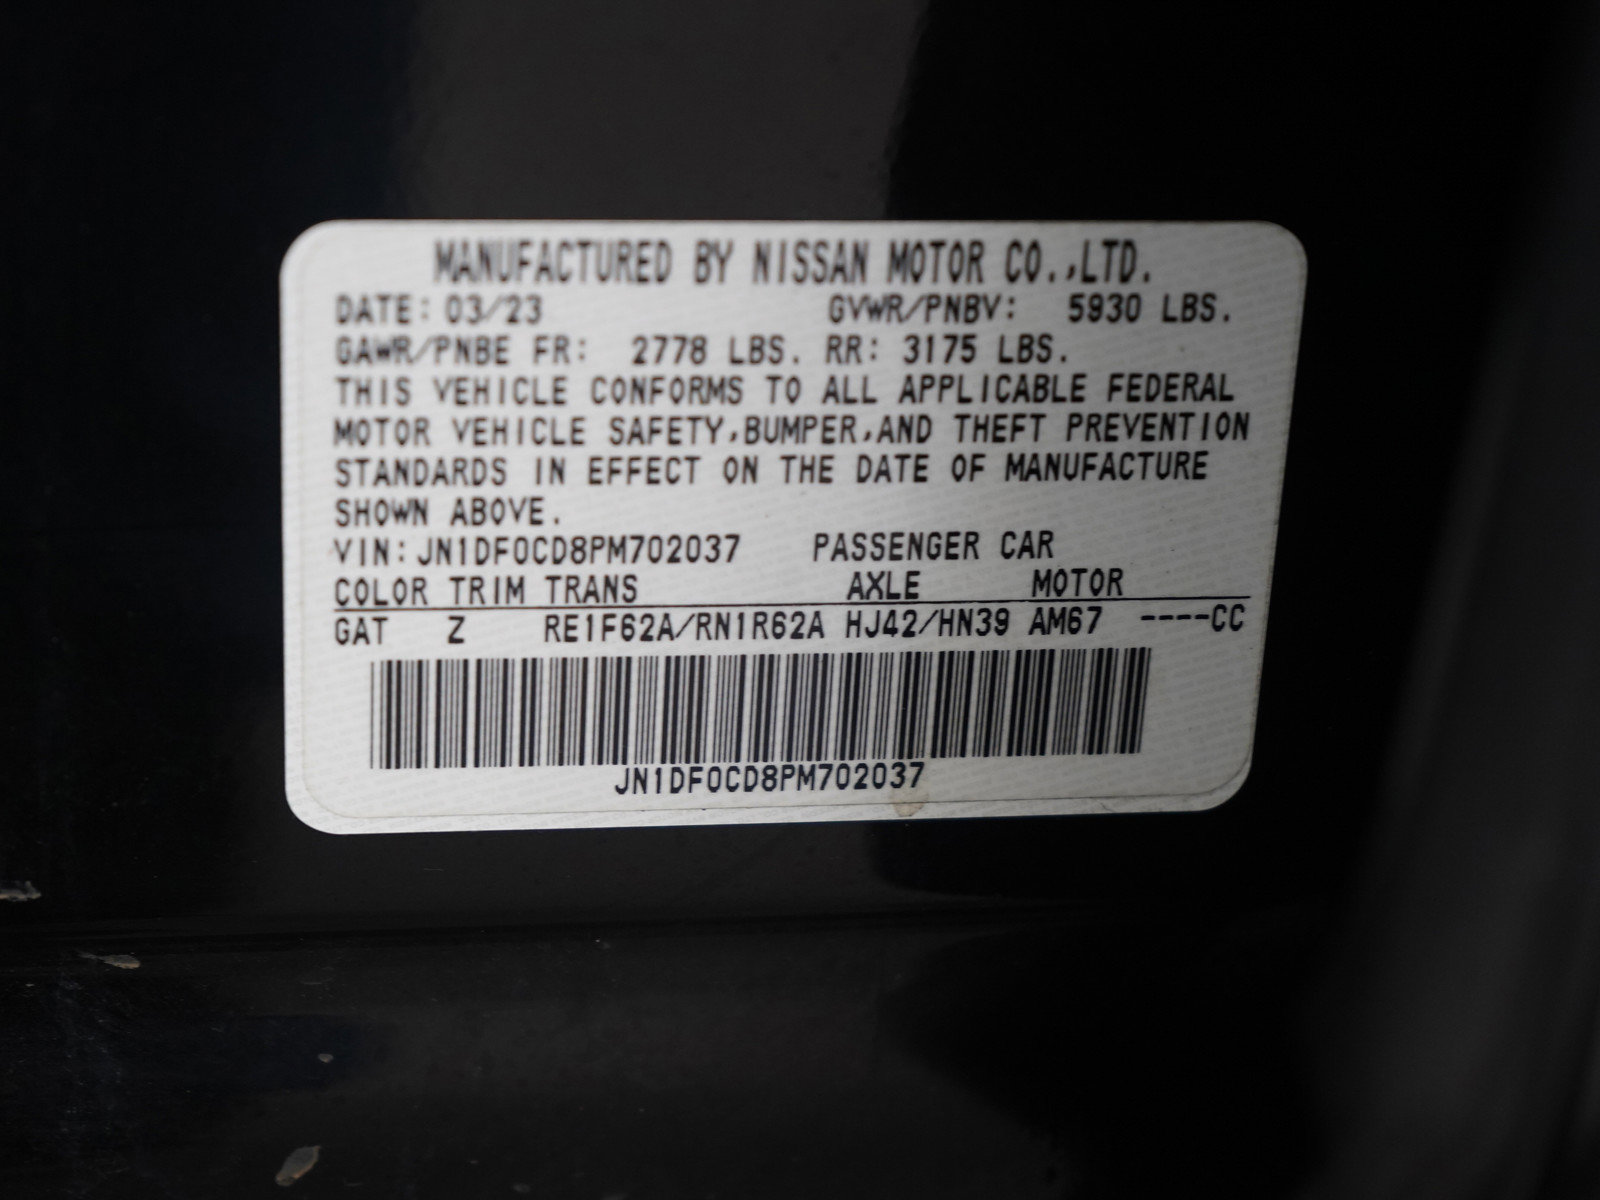 MANUFACTURED BY NISSAN MOTOR CO.,LTD.
DATE: 03/23 GVWR/PNBV: 5930 LBS.
GAWR/PNBE FR: 2778 LBS. RR: 3175 LBS.
THIS VEHICLE CONFORMS TO ALL APPLICABLE FEDERAL
MOTOR VEHICLE SAFETY,BUMPER,AND THEFT PREVENTION
STANDARDS IN EFFECT ON THE DATE OF MANUFACTURE
SHOWN ABOVE.
VIN:JN1DF0CD8PM702037 PASSENGER CAR
COLOR TRIM TRANS AXLE MOTOR
GAT Z RE1F62A/RN1R62A HJ42/HN39 AM67 ----CC
JN1DF0CD8PM702037